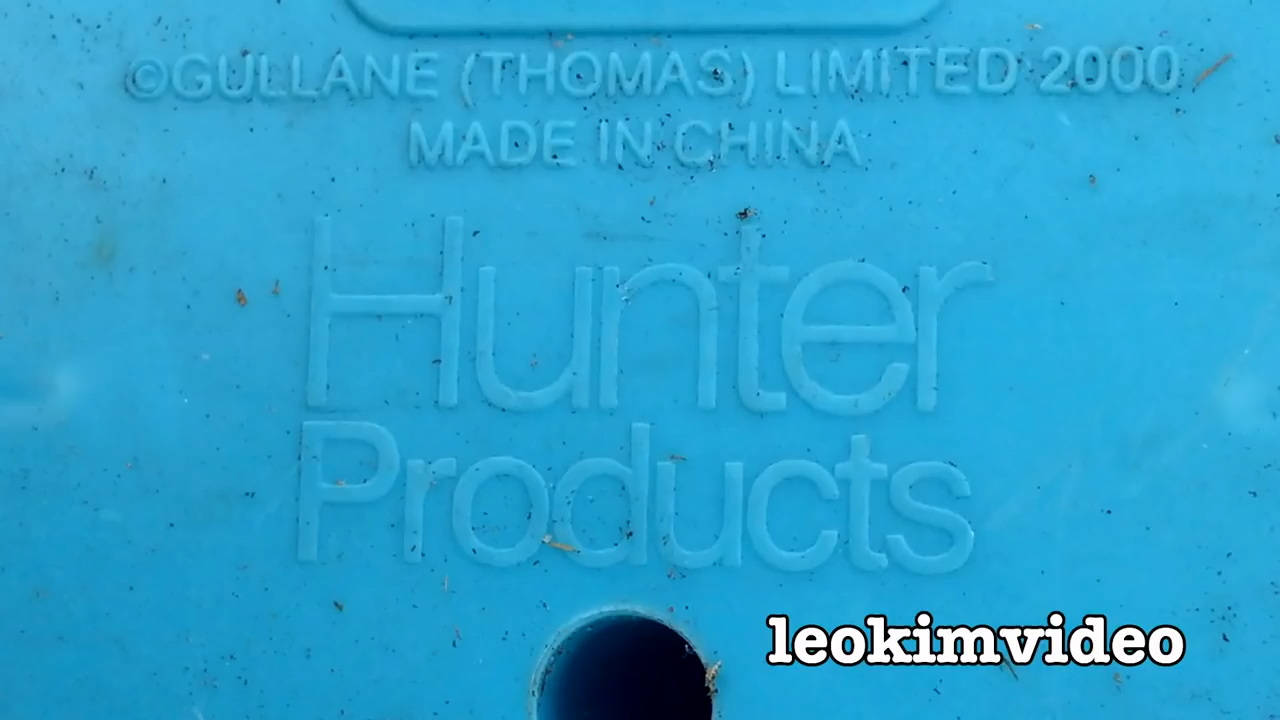 ©GULLANE (THOMAS) LIMITED 2000
MADE IN CHINA
Hunter
Products
leokimvideo